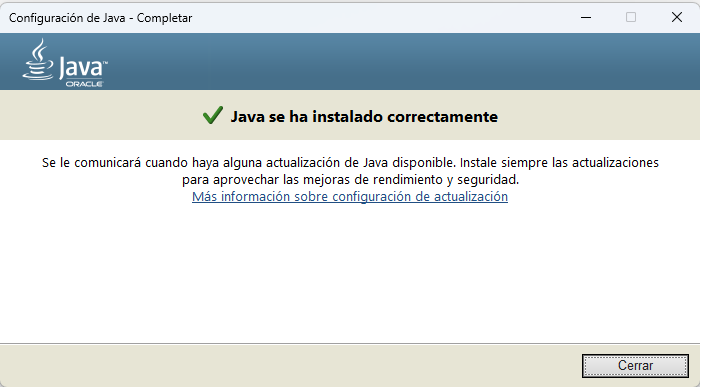 Configuración de Java - Completar
Java™
ORACLE
Java se ha instalado correctamente
Se le comunicará cuando haya alguna actualización de Java disponible. Instale siempre las actualizaciones
para aprovechar las mejoras de rendimiento y seguridad.
Más información sobre configuración de actualización
Cerrar